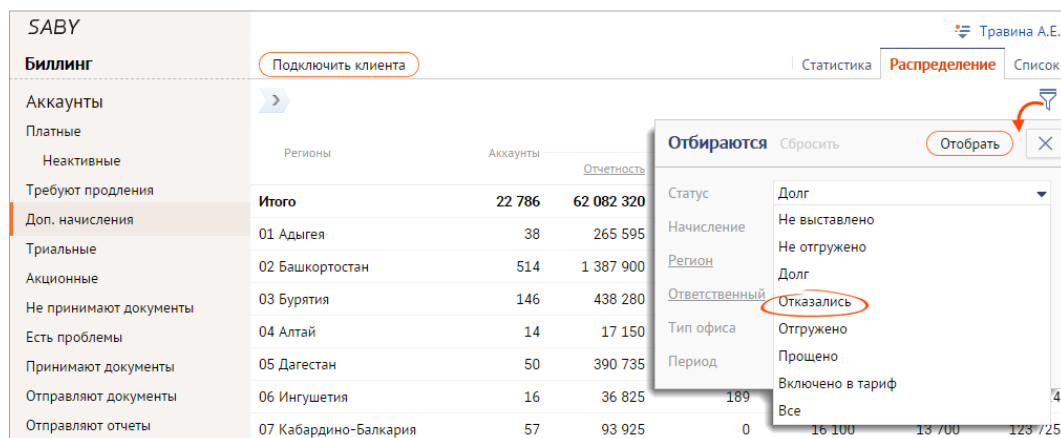 SABY
Травина А.Е.
Биллинг
Подключить клиента
Статистика
Распределение
Список
Аккаунты
Платные
Неактивные
Требуют продления
Доп. начисления
Триальные
Акционные
Не принимают документы
Есть проблемы
Принимают документы
Отправляют документы
Отправляют отчеты
Регионы Аккаунты
Отчетность
Итого 22 786 62 082 320
01 Адыгея 38 265 595
02 Башкортостан 514 1 387 900
03 Бурятия 146 438 280
04 Алтай 14 17 150
05 Дагестан 50 390 735
06 Ингушетия 16 36 825 189
07 Кабардино-Балкария 57 93 925 0 16 100 13 700 123 725
Отбираются Сбросить Отобрать
Статус Долг
Начисление
Регион
Ответственный
Тип офиса
Период
Не выставлено
Не отгружено
Долг
Отказались
Отгружено
Прощено
Включено в тариф
Все